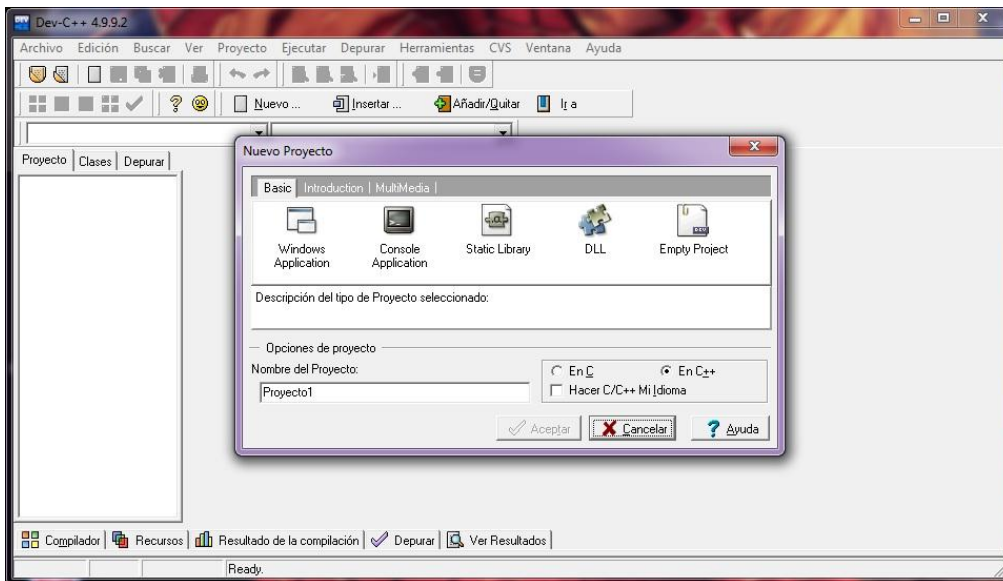 Dev-C++ 4.9.9.2
Archivo Edición Buscar Ver Proyecto Ejecutar Depurar Herramientas CVS Ventana Ayuda
Nuevo ... Insertar ... Añadir/Quitar Ir a
Proyecto Clases Depurar
Nuevo Proyecto
Basic Introduction MultiMedia
Windows Application
Console Application
Static Library
DLL
Empty Project
Descripción del tipo de Proyecto seleccionado:
Opciones de proyecto
Nombre del Proyecto:
Proyecto1
En C En C++
Hacer C/C++ Mi Idioma
Aceptar Cancelar Ayuda
Compilador Recursos Resultado de la compilación Depurar Ver Resultados
Ready.